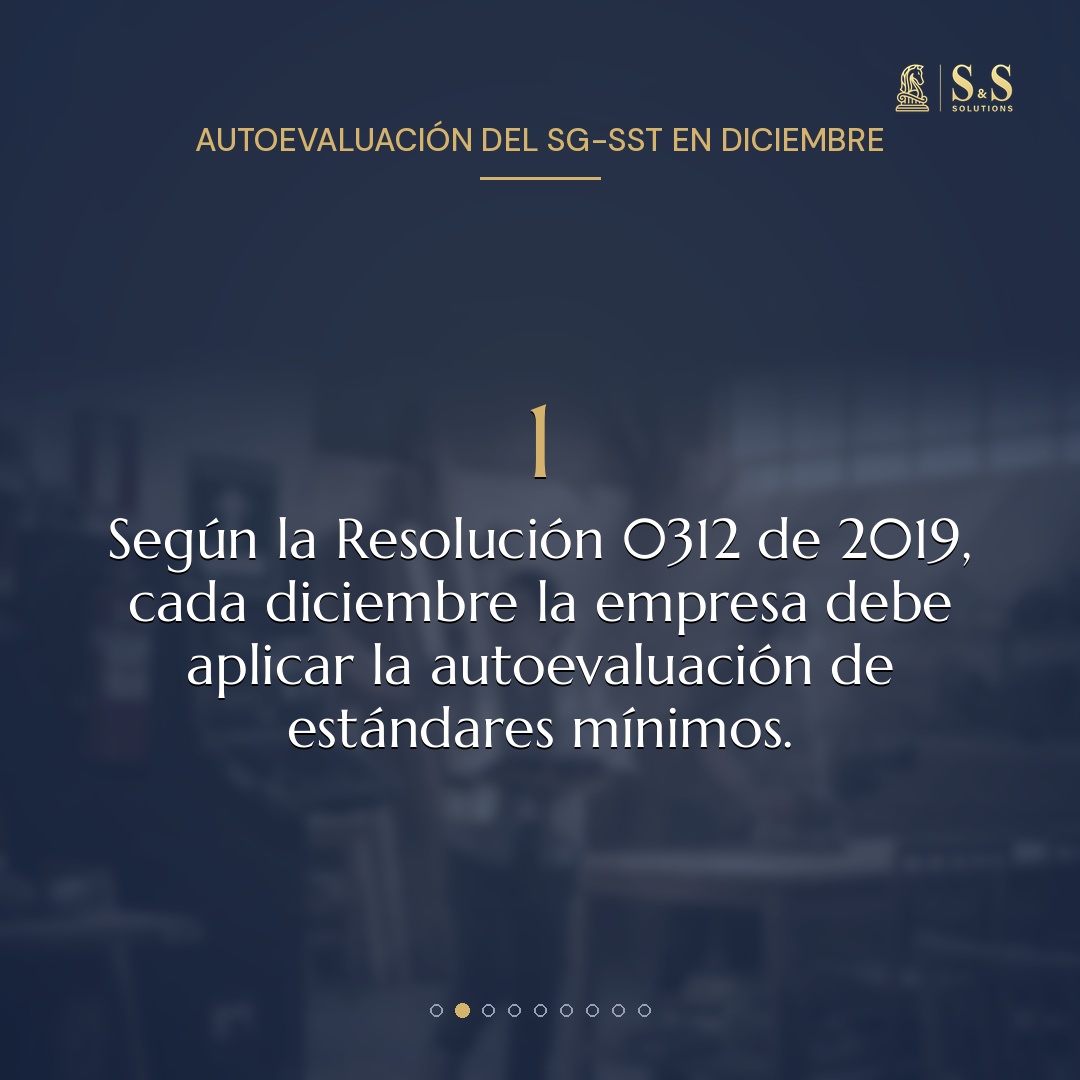 S&S
SOLUTIONS
AUTOEVALUACIÓN DEL SG-SST EN DICIEMBRE
1
Según la Resolución 0312 de 2019,
cada diciembre la empresa debe
aplicar la autoevaluación de
estándares mínimos.